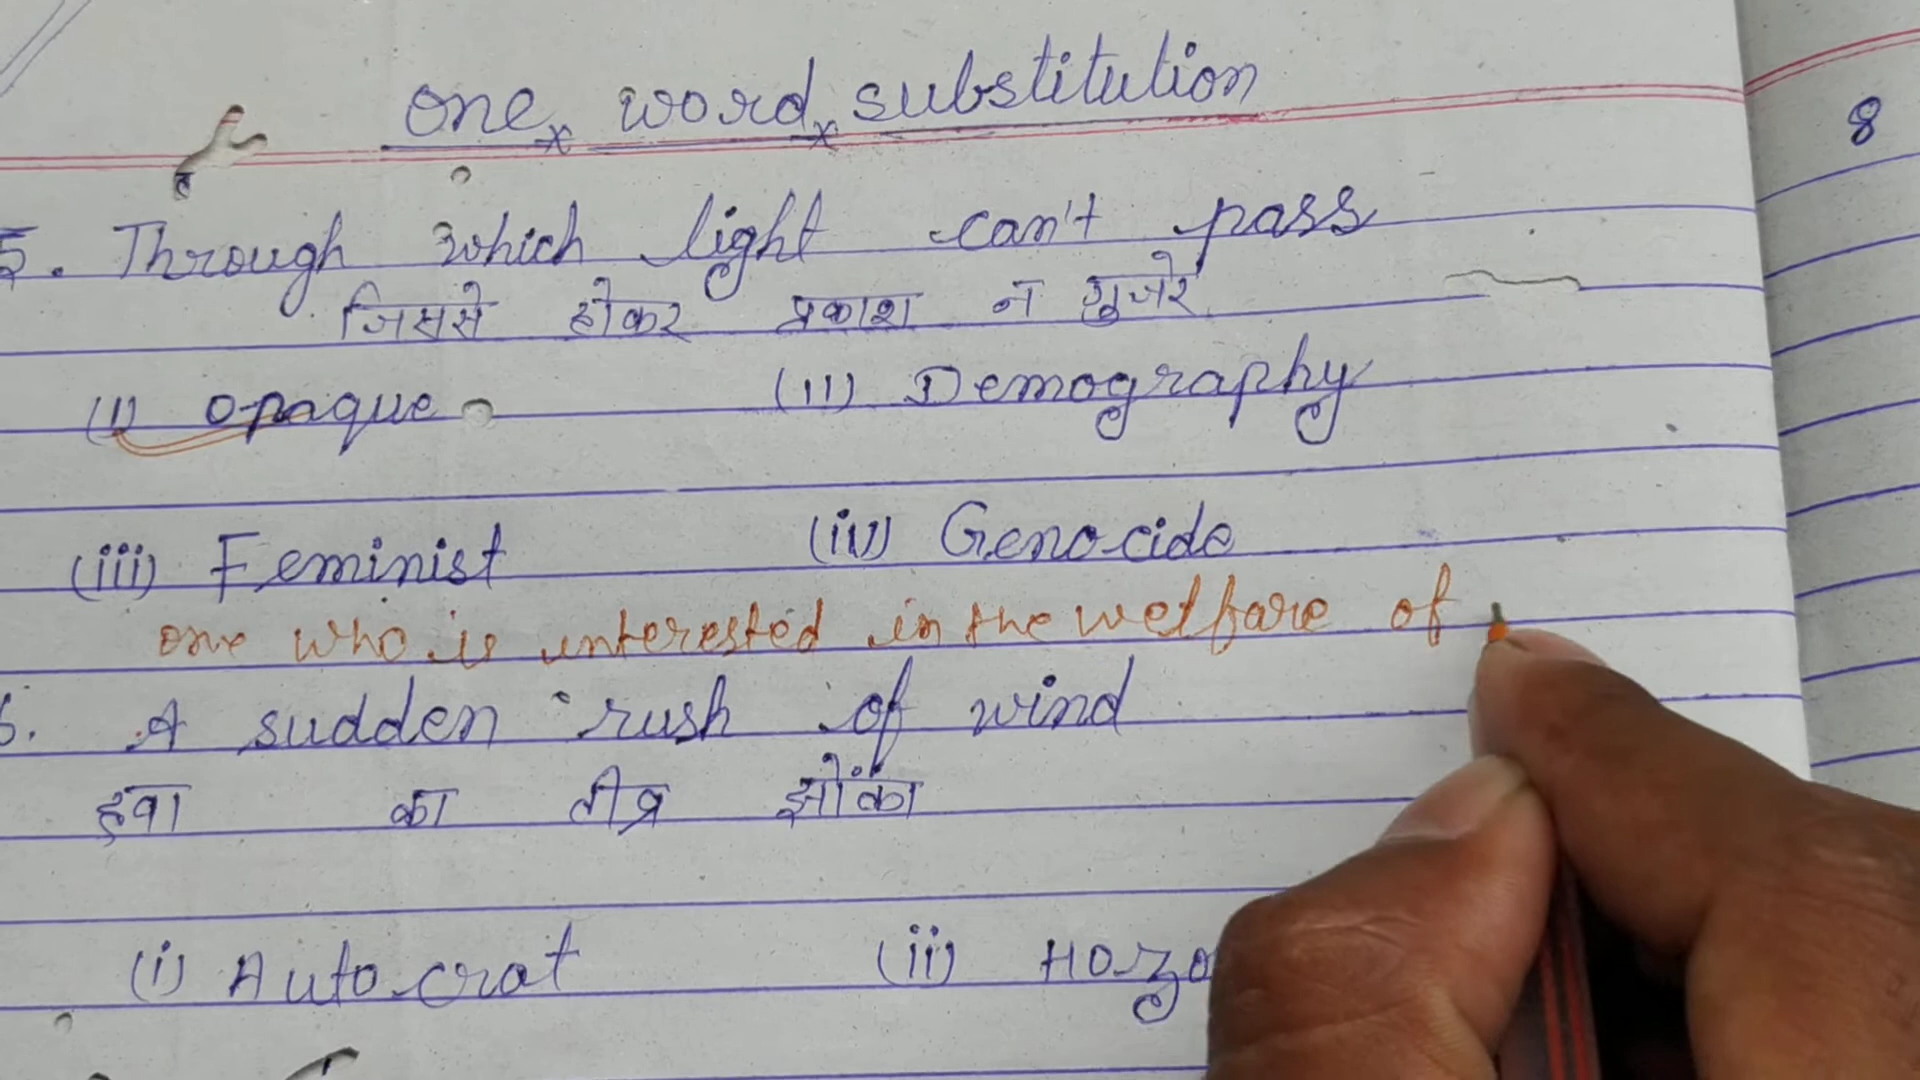 one word substitution
8
5. Through which light can't pass
जिससे होकर प्रकाश न गुजरे
(i) opaque (ii) Demography
(iii) Feminist (iv) Genocide
one who is interested in the welfare of
6. A sudden rush of wind
हवा का तीव्र झोंका
(i) Autocrat (ii)